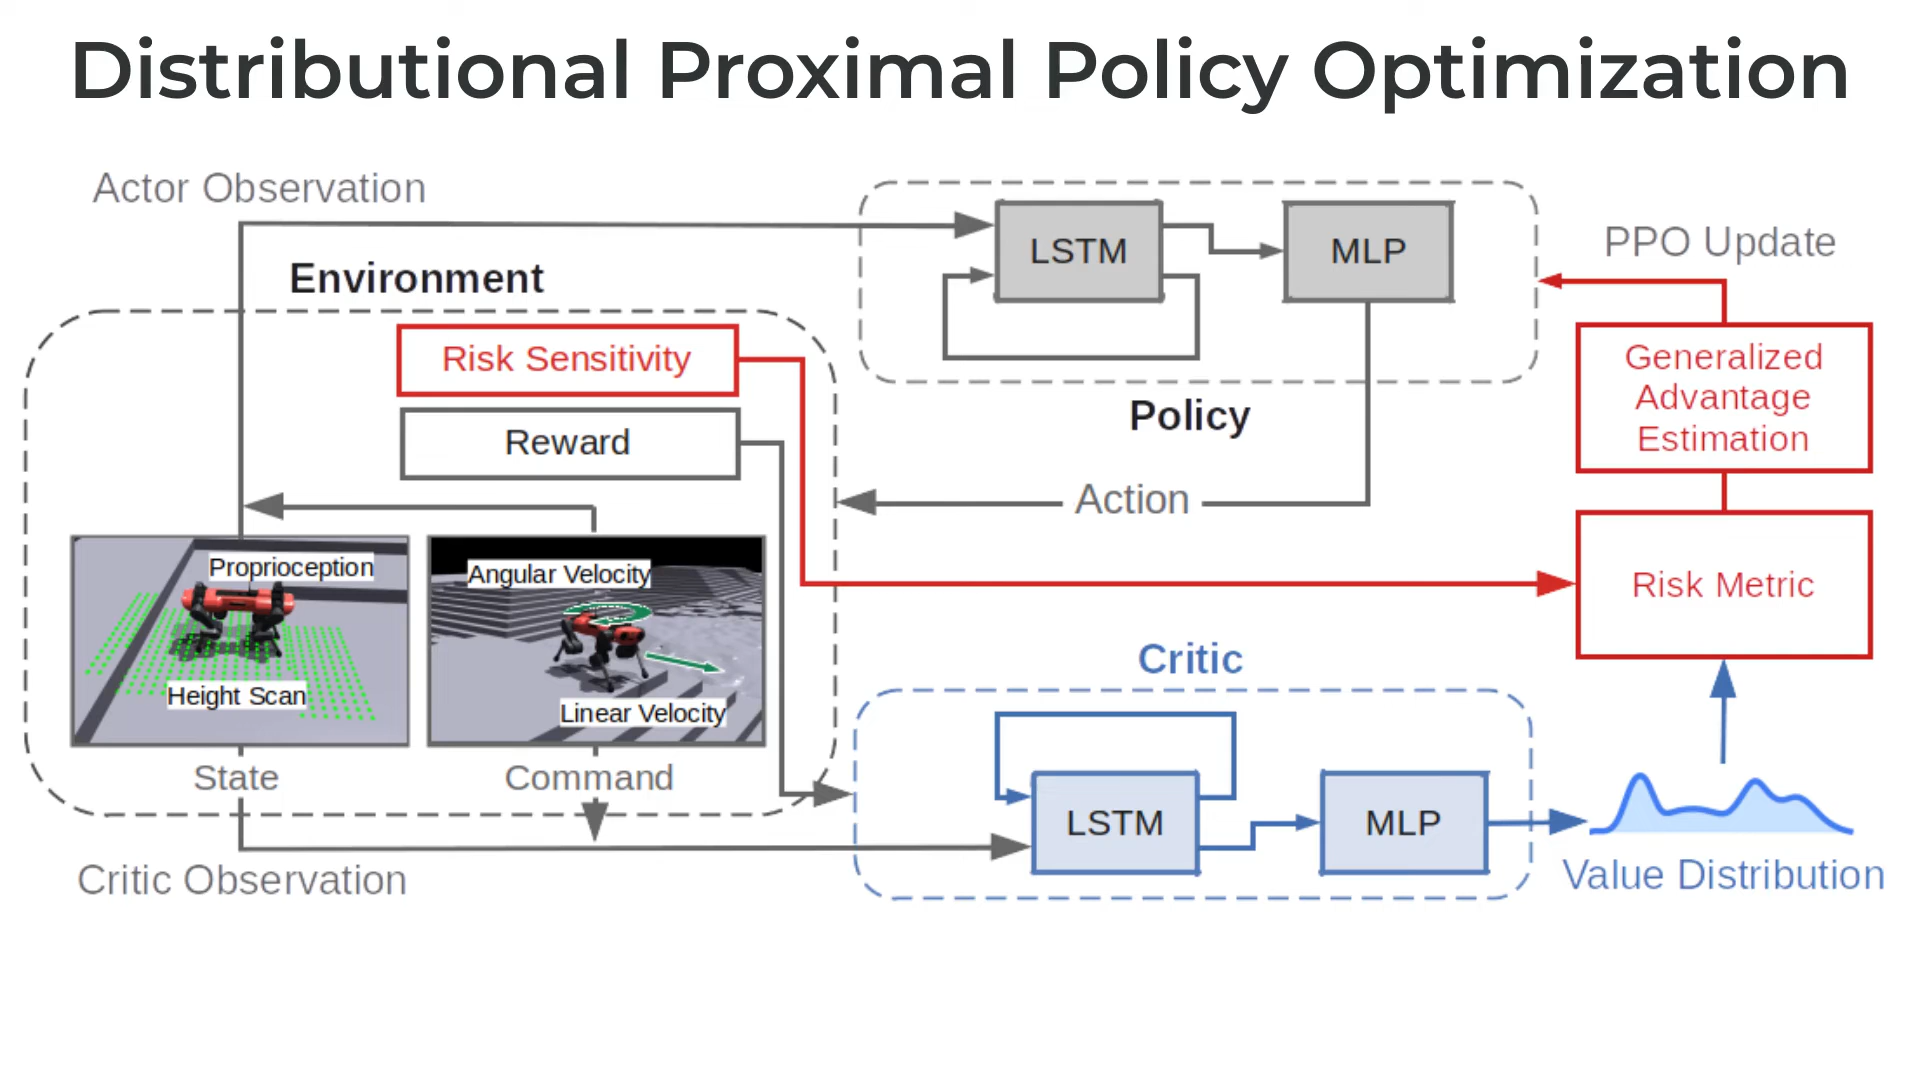 Distributional Proximal Policy Optimization
Actor Observation
Environment
Risk Sensitivity
Reward
Proprioception
Height Scan
Angular Velocity
Linear Velocity
State
Command
Critic Observation
LSTM
MLP
Policy
Action
PPO Update
Generalized
Advantage
Estimation
Risk Metric
Critic
LSTM
MLP
Value Distribution